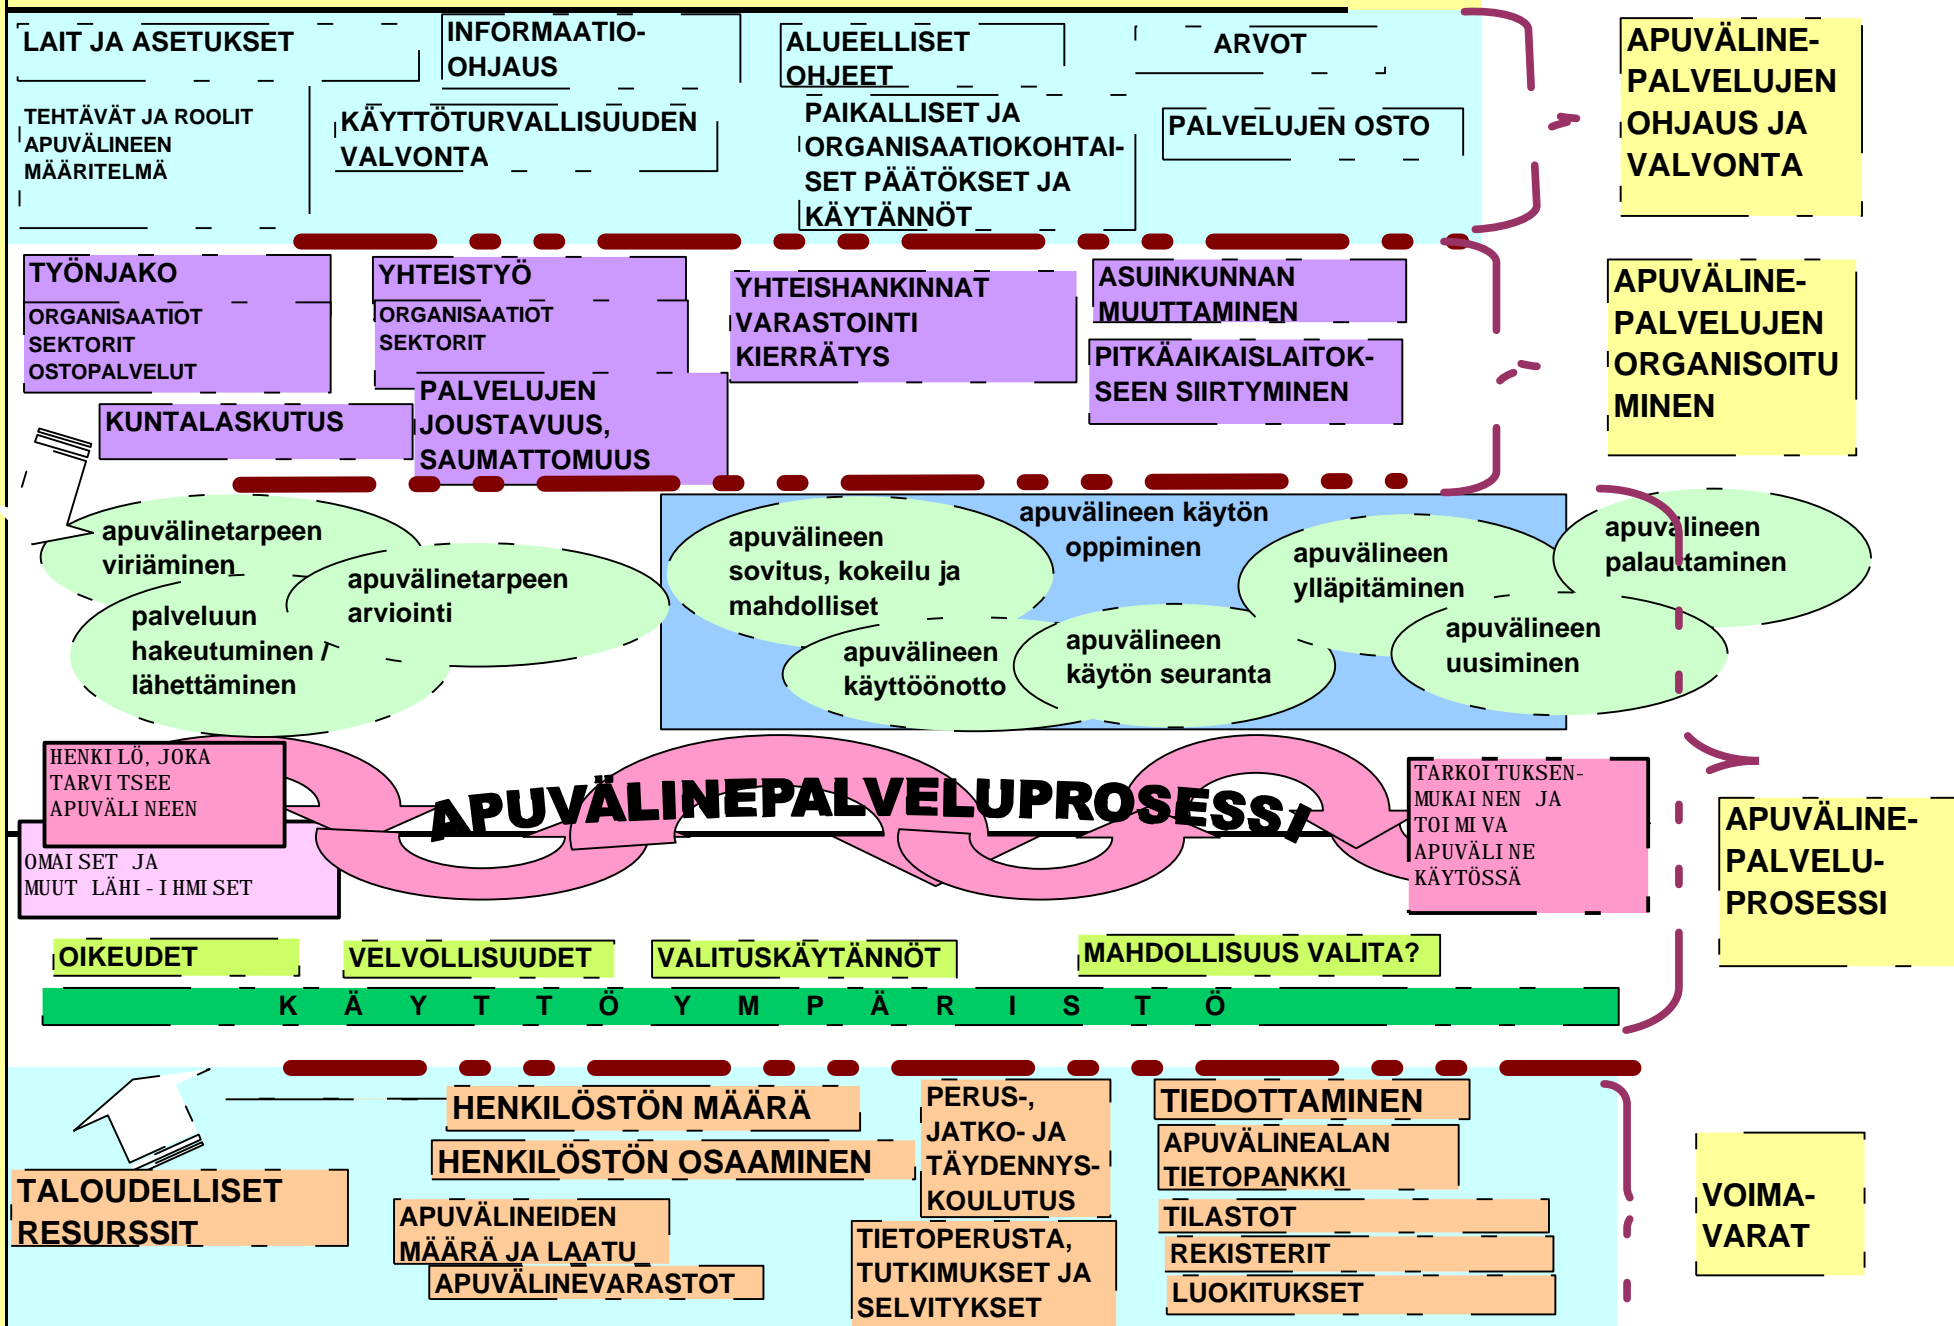 LAIT JA ASETUKSET
INFORMAATIO-
OHJAUS
ALUEELLISET
OHJEET
ARVOT
TEHTÄVÄT JA ROOLIT
APUVÄLINEEN
MÄÄRITELMÄ
KÄYTTÖTURVALLISUUDEN
VALVONTA
PAIKALLISET JA
ORGANISAATIOKOHTAI-
SET PÄÄTÖKSET JA
KÄYTÄNNÖT
PALVELUJEN OSTO
APUVÄLINE-
PALVELUJEN
OHJAUS JA
VALVONTA
TYÖNJAKO
ORGANISAATIOT
SEKTORIT
OSTOPALVELUT
YHTEISTYÖ
ORGANISAATIOT
SEKTORIT
YHTEISHANKINNAT
VARASTOINTI
KIERRÄTYS
ASUINKUNNAN
MUUTTAMINEN
PITKÄAIKAISLAITOK-
SEEN SIIRTYMINEN
KUNTALASKUTUS
PALVELUJEN
JOUSTAVUUS,
SAUMATTOMUUS
APUVÄLINE-
PALVELUJEN
ORGANISOITU
MINEN
apuvälinetarpeen
viriäminen
palveluun
hakeutuminen /
lähettäminen
apuvälinetarpeen
arviointi
apuvälineen
sovitus, kokeilu ja
mahdolliset
apuvälineen käytön
oppiminen
apuvälineen
käyttöönotto
apuvälineen
käytön seuranta
apuvälineen
ylläpitäminen
apuvälineen
uusiminen
apuvälineen
palauttaminen
HENKILÖ, JOKA
TARVITSEE
APUVÄLINEEN
OMAISET JA
MUUT LÄHI-IHMISET
APUVÄLINEPALVELUPROSESSI
TARKOITUKSEN-
MUKAINEN JA
TOIMIVA
APUVÄLINE
KÄYTÖSSÄ
APUVÄLINE-
PALVELU-
PROSESSI
OIKEUDET
VELVOLLISUUDET
VALITUSKÄYTÄNNÖT
MAHDOLLISUUS VALITA?
K Ä Y T T Ö Y M P Ä R I S T Ö
TALOUDELLISET
RESURSSIT
HENKILÖSTÖN MÄÄRÄ
HENKILÖSTÖN OSAAMINEN
APUVÄLINEIDEN
MÄÄRÄ JA LAATU
APUVÄLINEVARASTOT
PERUS-,
JATKO- JA
TÄYDENNYS-
KOULUTUS
TIETOPERUSTA,
TUTKIMUKSET JA
SELVITYKSET
TIEDOTTAMINEN
APUVÄLINEALAN
TIETOPANKKI
TILASTOT
REKISTERIT
LUOKITUKSET
VOIMA-
VARAT